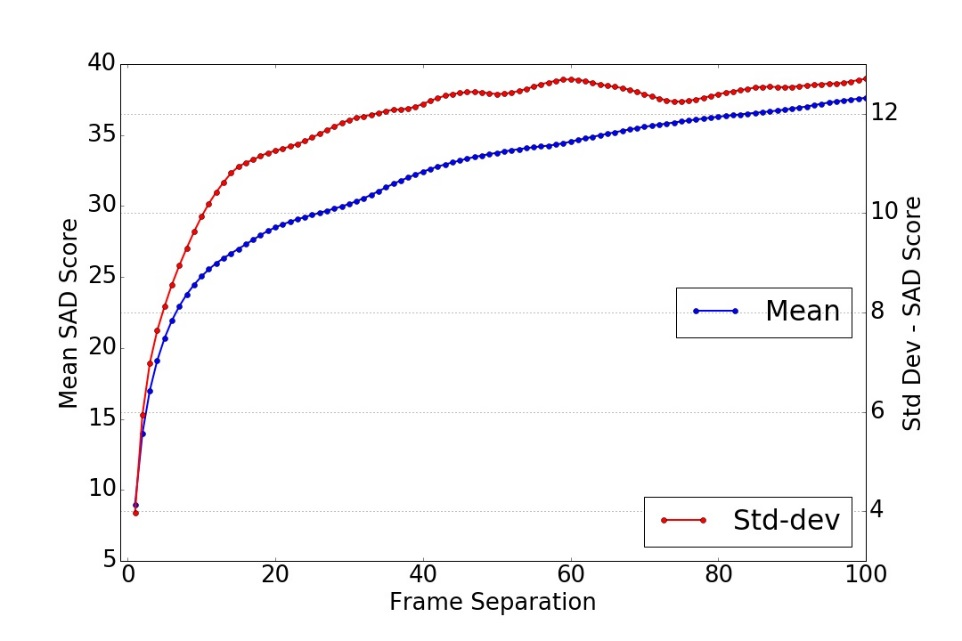 40
35
30
25
20
15
10
5
Mean SAD Score
12
10
8
6
4
Std Dev - SAD Score
Mean
Std-dev
0 20 40 60 80 100
Frame Separation